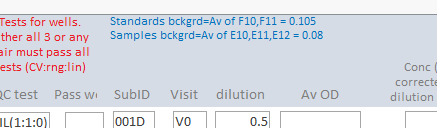 Tests for wells.
ther all 3 or any
air must pass all
ests (CV:rng:lin)
Standards bckgrd=Av of F10,F11 = 0.105
Samples bckgrd=Av of E10,E11,E12 = 0.08
QC test Pass w SubID Visit dilution Av OD
Conc (
correcte
dilution
IL(1:1:0) 001D V0 0.5